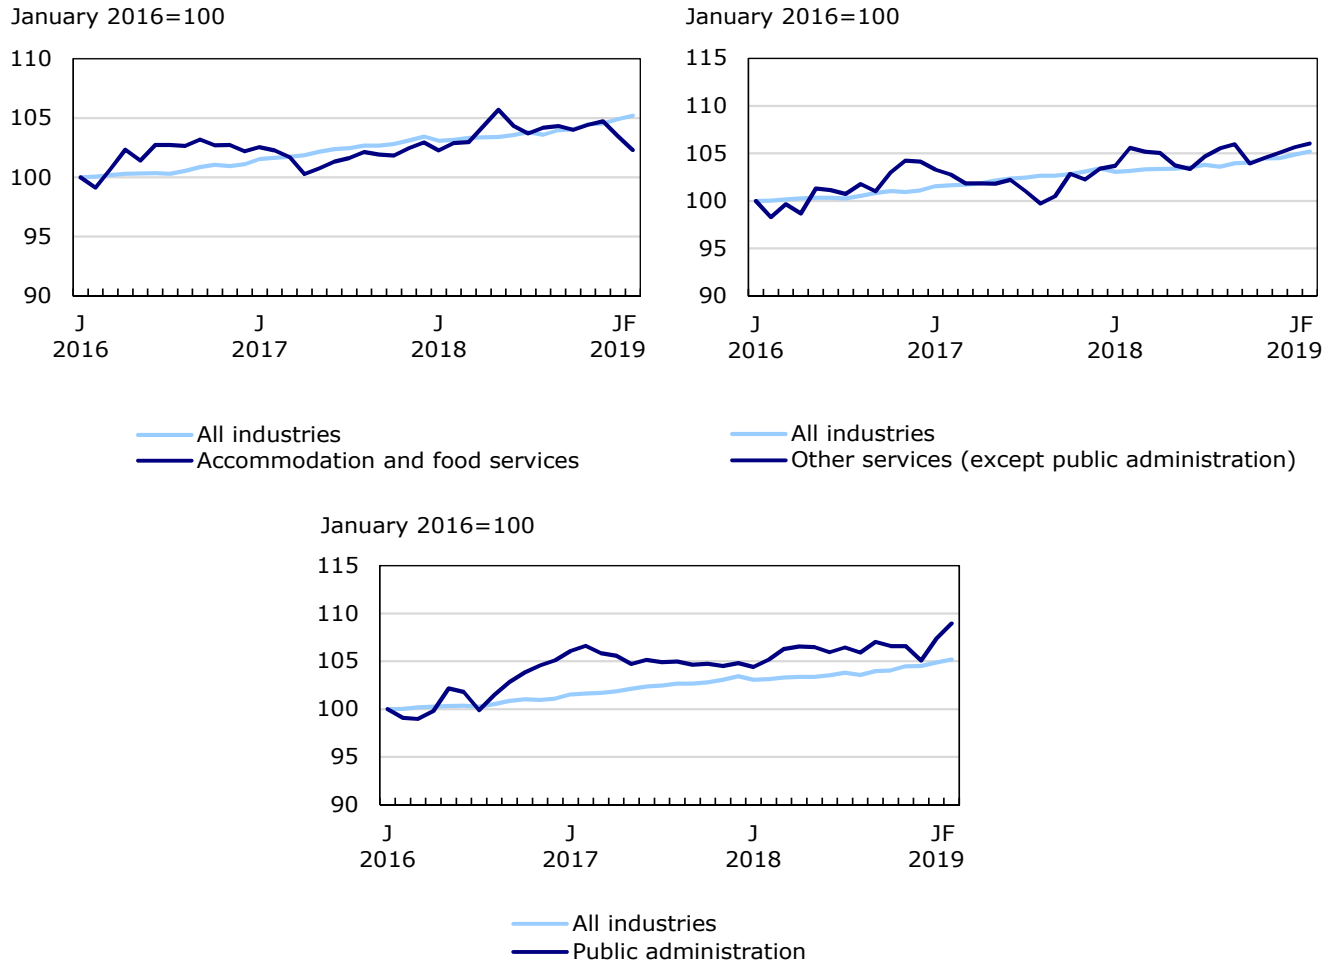 January 2016=100
110
105
100
95
90
J
2016
J
2017
J
2018
JF
2019
All industries
Accommodation and food services
January 2016=100
115
110
105
100
95
90
J
2016
J
2017
J
2018
JF
2019
All industries
Other services (except public administration)
January 2016=100
115
110
105
100
95
90
J
2016
J
2017
J
2018
JF
2019
All industries
Public administration